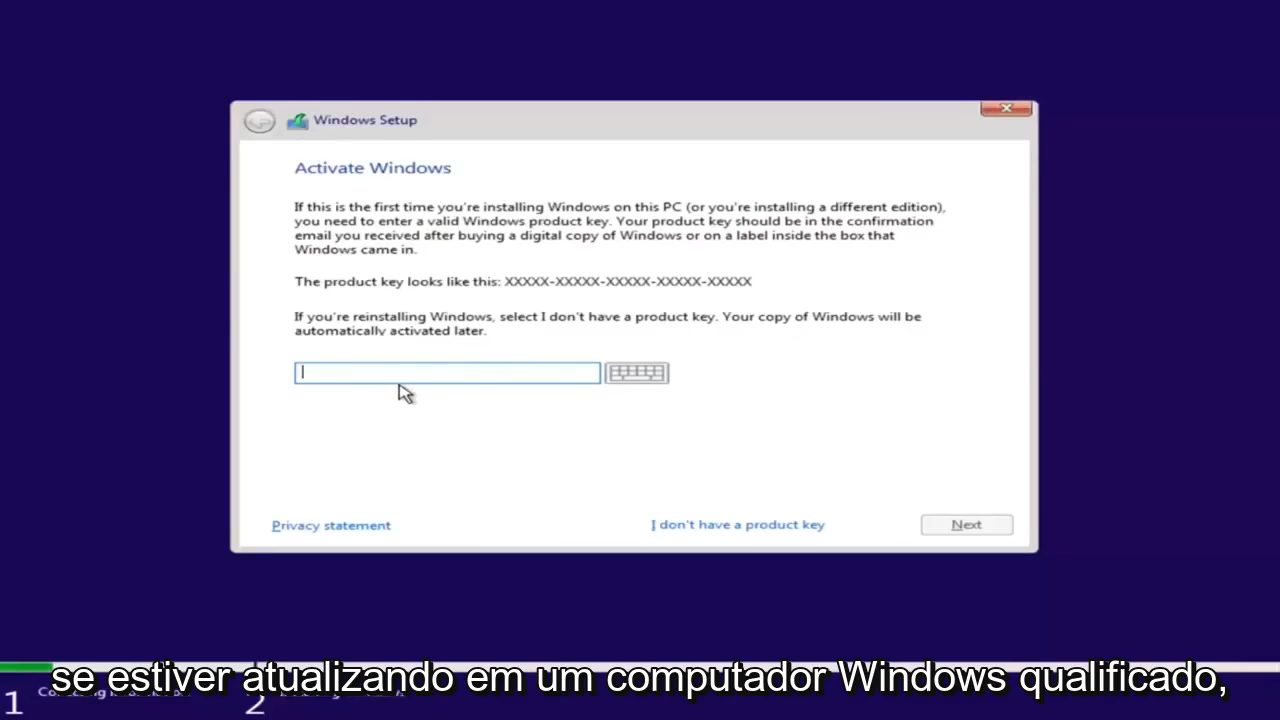 Windows Setup
Activate Windows
If this is the first time you're installing Windows on this PC (or you're installing a different edition),
you need to enter a valid Windows product key. Your product key should be in the confirmation
email you received after buying a digital copy of Windows or on a label inside the box that
Windows came in.
The product key looks like this: XXXXX-XXXXX-XXXXX-XXXXX-XXXXX
If you're reinstalling Windows, select I don't have a product key. Your copy of Windows will be
automatically activated later.
Privacy statement
I don't have a product key
Next
se estiver atualizando em um computador Windows qualificado,
1
2